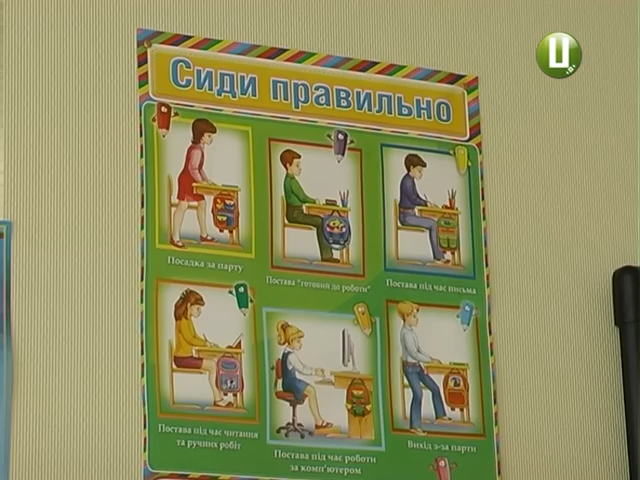 Ц
Сиди правильно
Посадка за парту
Постава "готовий до роботи"
Постава під час письма
Постава під час читання
та ручних робіт
Постава під час роботи
за комп'ютером
Вихід з-за парти